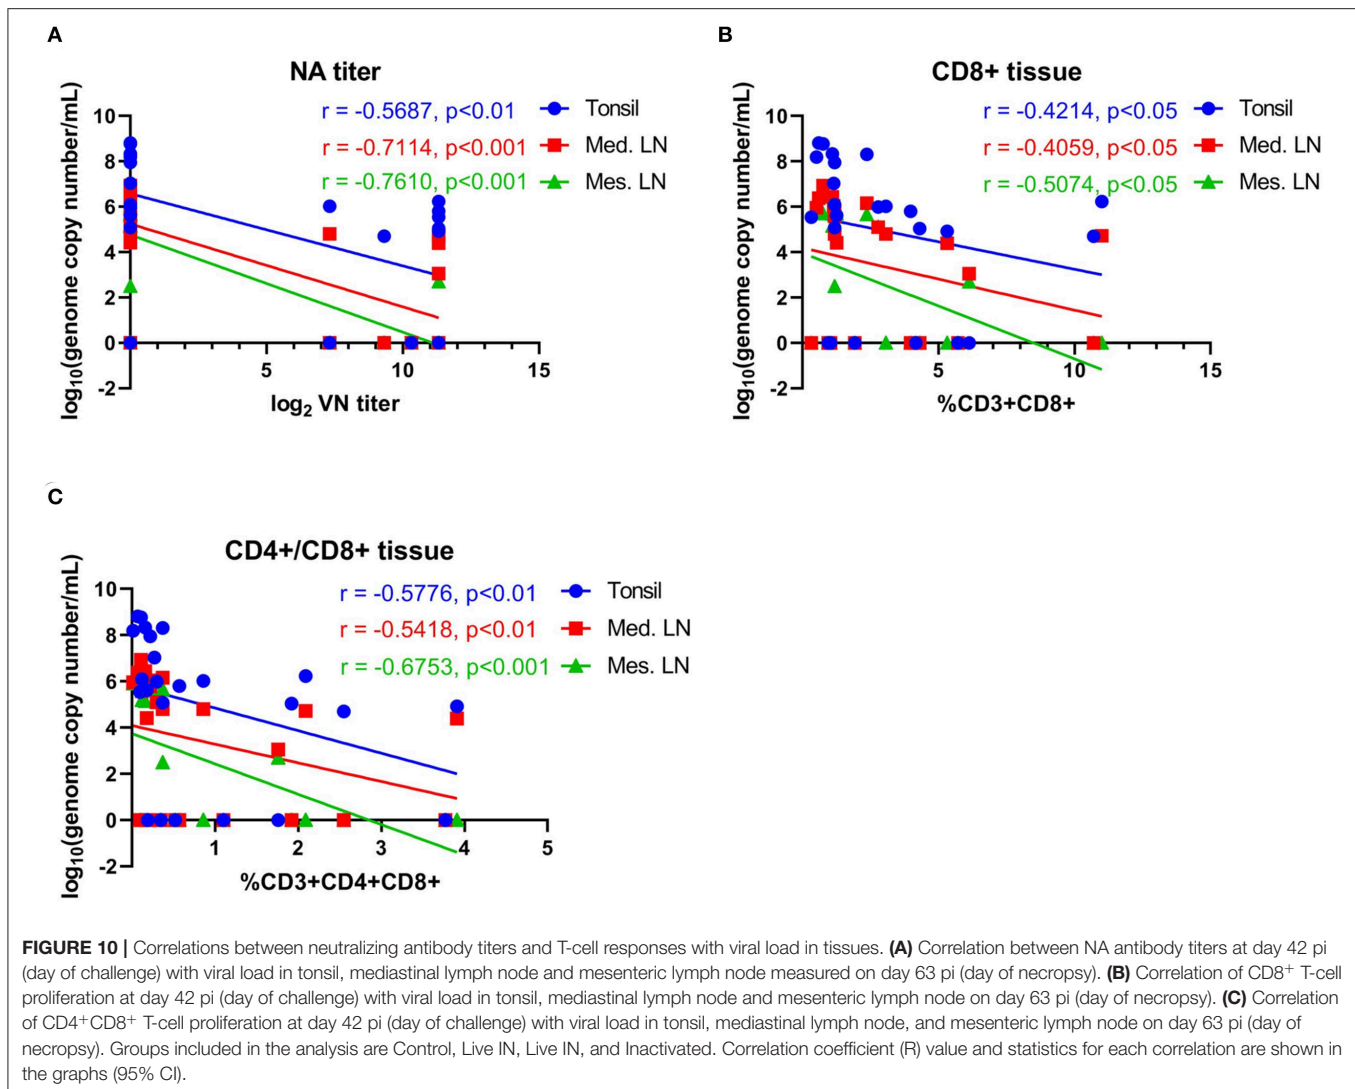 A
NA titer
r = -0.5687, p<0.01
Tonsil
r = -0.7114, p<0.001
Med. LN
r = -0.7610, p<0.001
Mes. LN
log10(genome copy number/mL)
10
8
6
4
2
0
-2
5
10
15
log2 VN titer
B
CD8+ tissue
r = -0.4214, p<0.05
Tonsil
r = -0.4059, p<0.05
Med. LN
r = -0.5074, p<0.05
Mes. LN
log10(genome copy number/mL)
10
8
6
4
2
0
-2
5
10
15
%CD3+CD8+
C
CD4+/CD8+ tissue
r = -0.5776, p<0.01
Tonsil
r = -0.5418, p<0.01
Med. LN
r = -0.6753, p<0.001
Mes. LN
log10(genome copy number/mL)
10
8
6
4
2
0
-2
1
2
3
4
5
%CD3+CD4+CD8+
FIGURE 10 | Correlations between neutralizing antibody titers and T-cell responses with viral load in tissues. (A) Correlation between NA antibody titers at day 42 pi
(day of challenge) with viral load in tonsil, mediastinal lymph node and mesenteric lymph node measured on day 63 pi (day of necropsy). (B) Correlation of CD8+ T-cell
proliferation at day 42 pi (day of challenge) with viral load in tonsil, mediastinal lymph node and mesenteric lymph node on day 63 pi (day of necropsy). (C) Correlation
of CD4+CD8+ T-cell proliferation at day 42 pi (day of challenge) with viral load in tonsil, mediastinal lymph node, and mesenteric lymph node on day 63 pi (day of
necropsy). Groups included in the analysis are Control, Live IN, Live IN, and Inactivated. Correlation coefficient (R) value and statistics for each correlation are shown in
the graphs (95% CI).